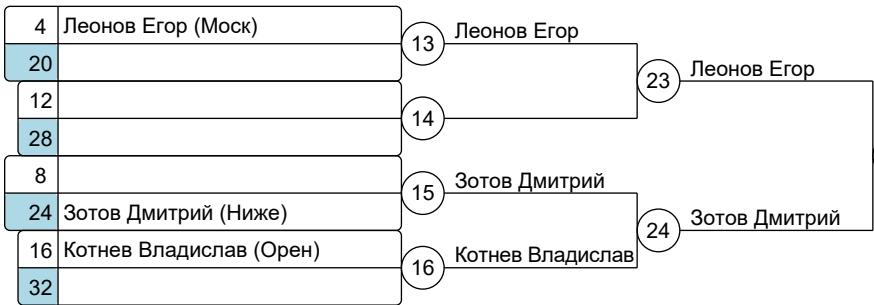 4 Леонов Егор (Моск)
20
12
28
8
24 Зотов Дмитрий (Ниже)
16 Котнев Владислав (Орен)
32
13 Леонов Егор
14
15 Зотов Дмитрий
16 Котнев Владислав
23 Леонов Егор
24 Зотов Дмитрий